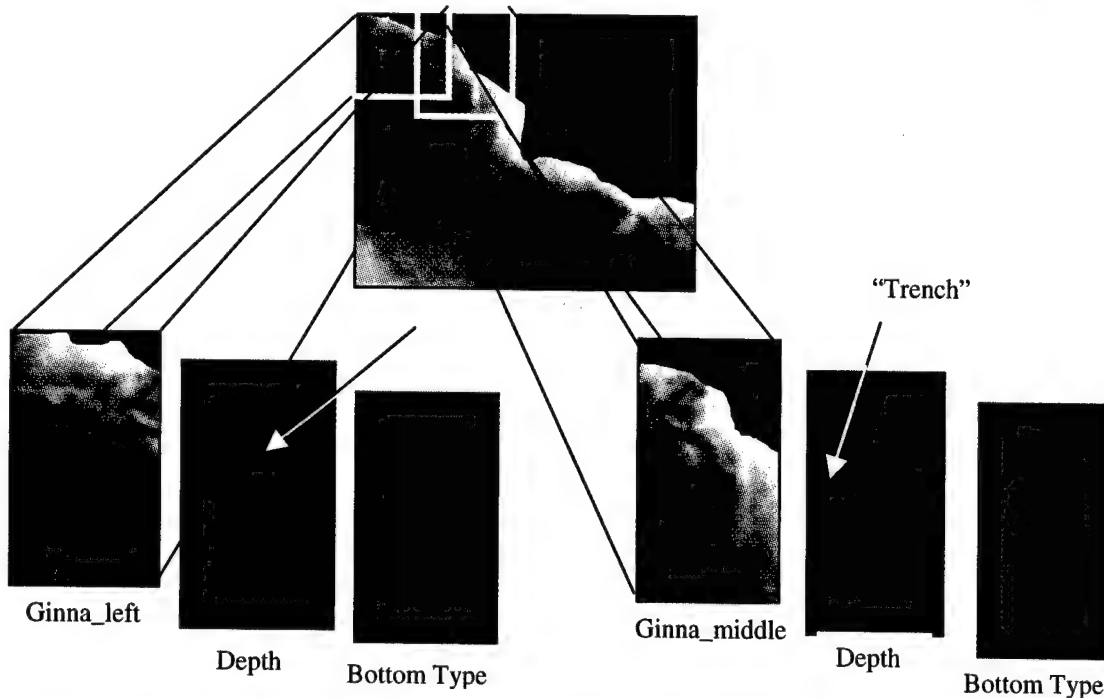 “Trench”
Ginna_left
Depth
Bottom Type
Ginna_middle
Depth
Bottom Type